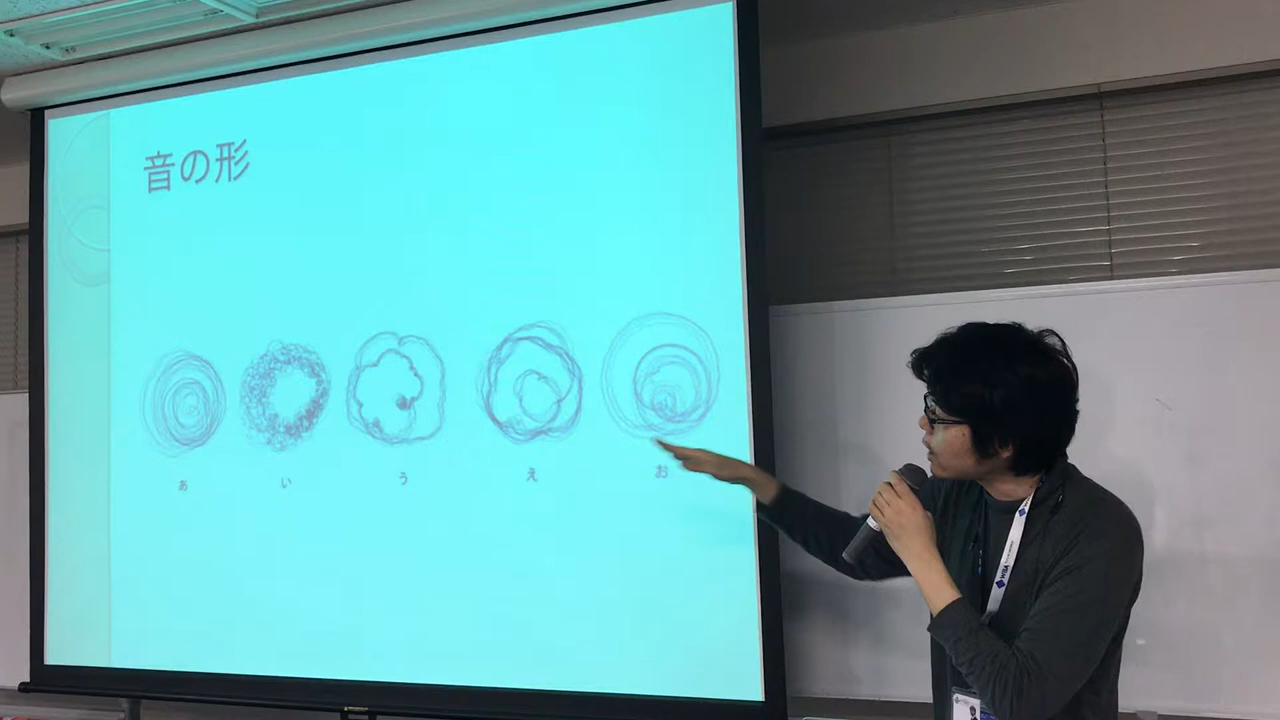 音の形
あ い う え お